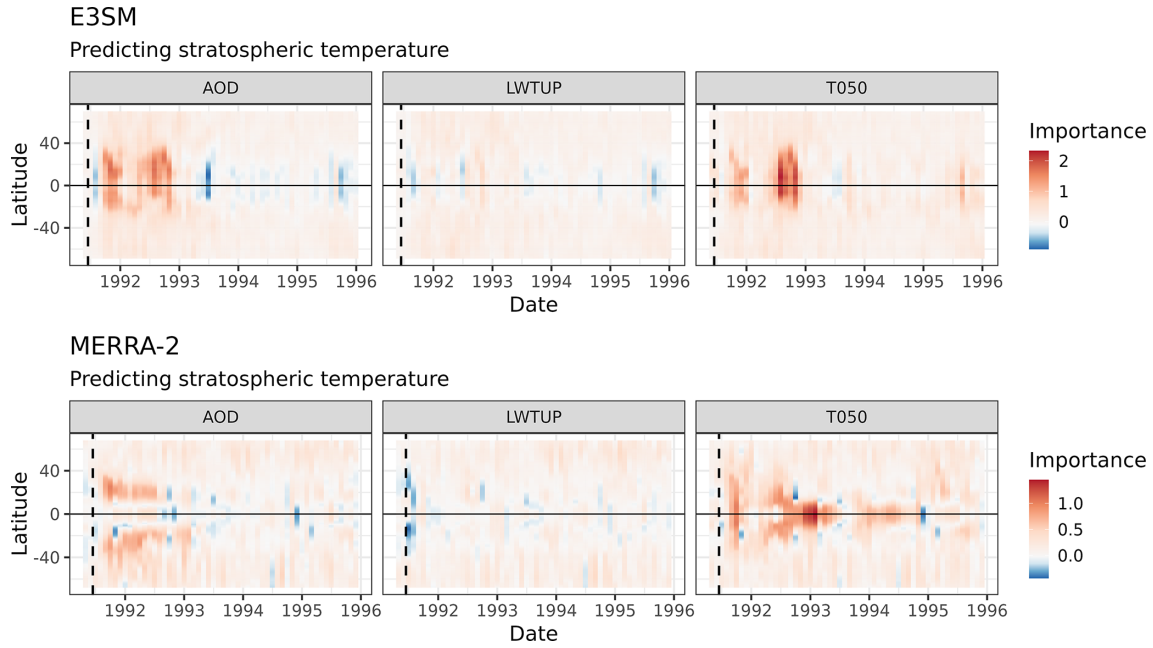 E3SM
Predicting stratospheric temperature
AOD LWTUP T050
Latitude
40
0
-40
1992 1993 1994 1995 1996 1992 1993 1994 1995 1996 1992 1993 1994 1995 1996
Date
Importance
2
1
0
MERRA-2
Predicting stratospheric temperature
AOD LWTUP T050
Latitude
40
0
-40
1992 1993 1994 1995 1996 1992 1993 1994 1995 1996 1992 1993 1994 1995 1996
Date
Importance
1.0
0.5
0.0